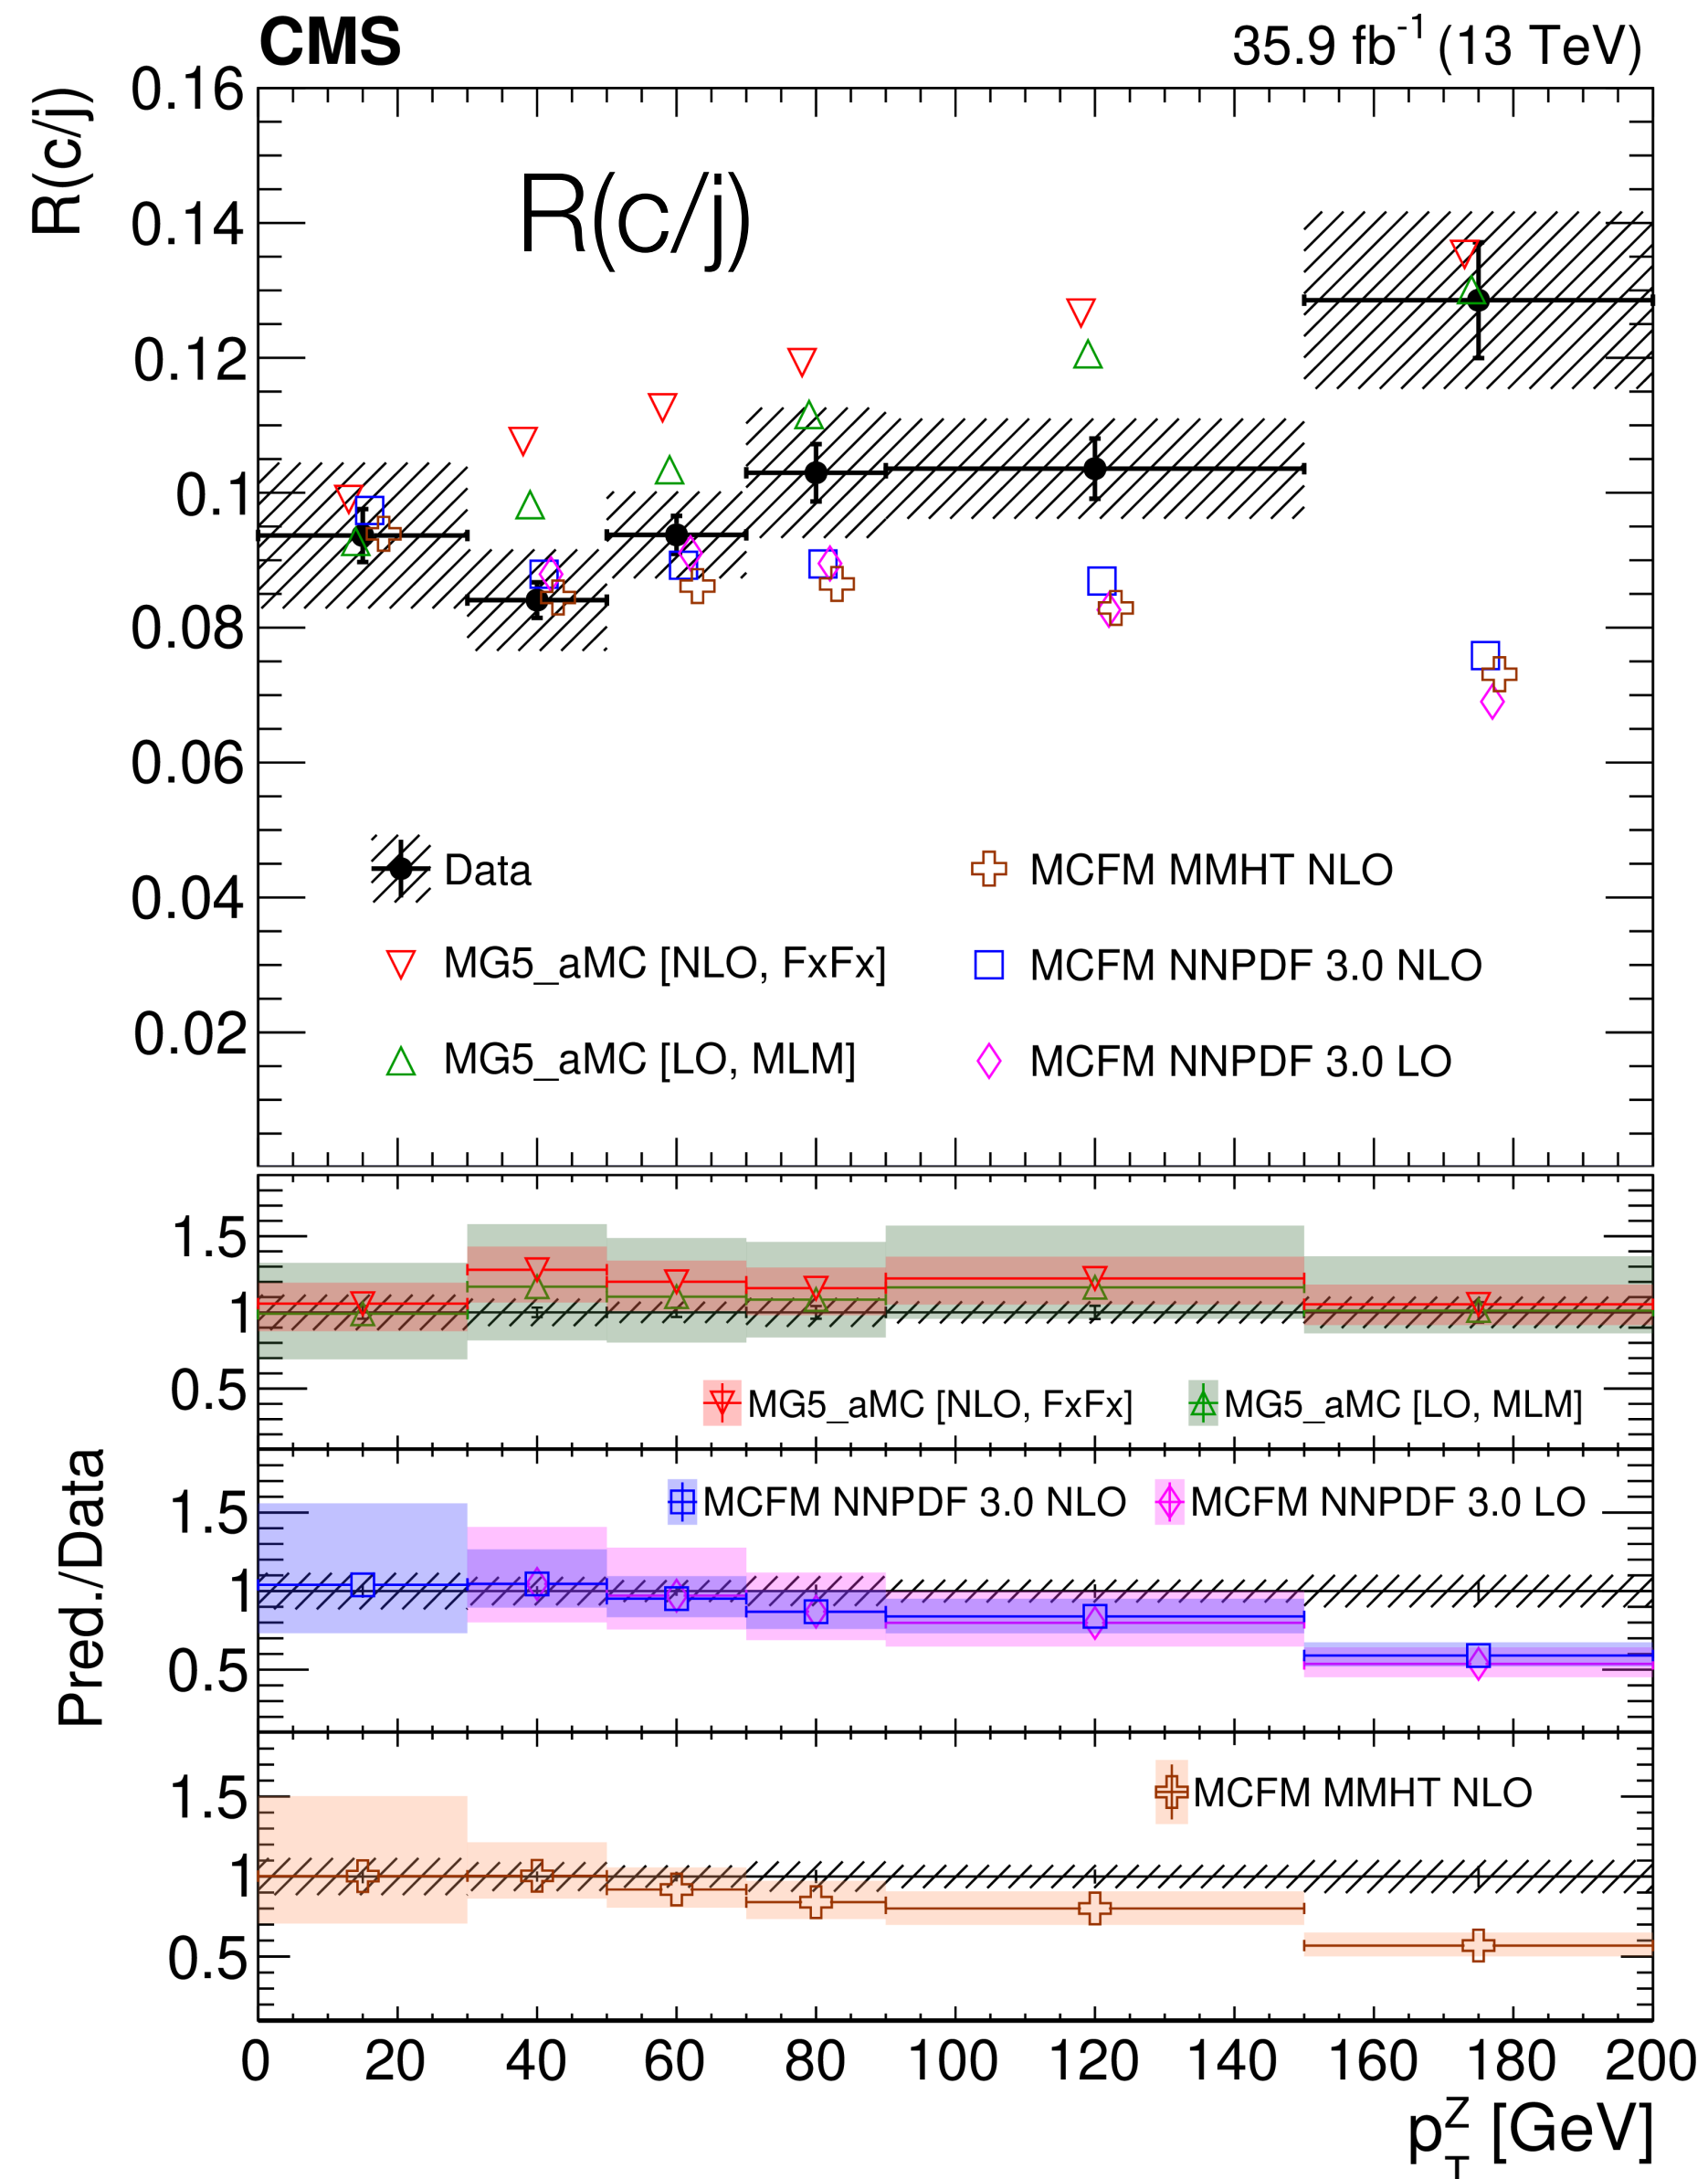 CMS 35.9 fb⁻¹ (13 TeV)
R(c/j)
0.16
0.14
0.12
0.1
0.08
0.06
0.04
0.02
R(c/j)
Data
MCFM MMHT NLO
MG5_aMC [NLO, FxFx]
MCFM NNPDF 3.0 NLO
MG5_aMC [LO, MLM]
MCFM NNPDF 3.0 LO
Pred./Data
1.5
1
0.5
MG5_aMC [NLO, FxFx] MG5_aMC [LO, MLM]
MCFM NNPDF 3.0 NLO MCFM NNPDF 3.0 LO
1.5
1
0.5
MCFM MMHT NLO
1.5
1
0.5
0 20 40 60 80 100 120 140 160 180 200
p_T^Z [GeV]